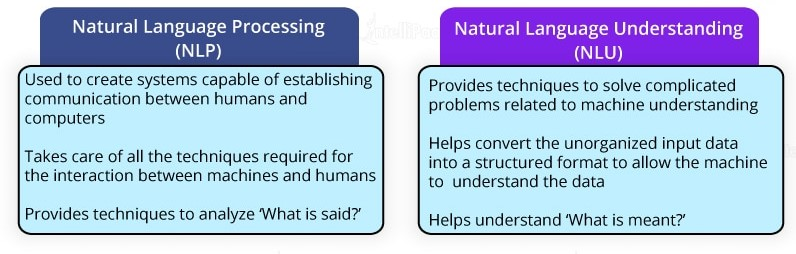 Natural Language Processing
(NLP)
Used to create systems capable of establishing
communication between humans and
computers
Takes care of all the techniques required for
the interaction between machines and humans
Provides techniques to analyze ‘What is said?’
Natural Language Understanding
(NLU)
Provides techniques to solve complicated
problems related to machine understanding
Helps convert the unorganized input data
into a structured format to allow the machine
to understand the data
Helps understand ‘What is meant?’